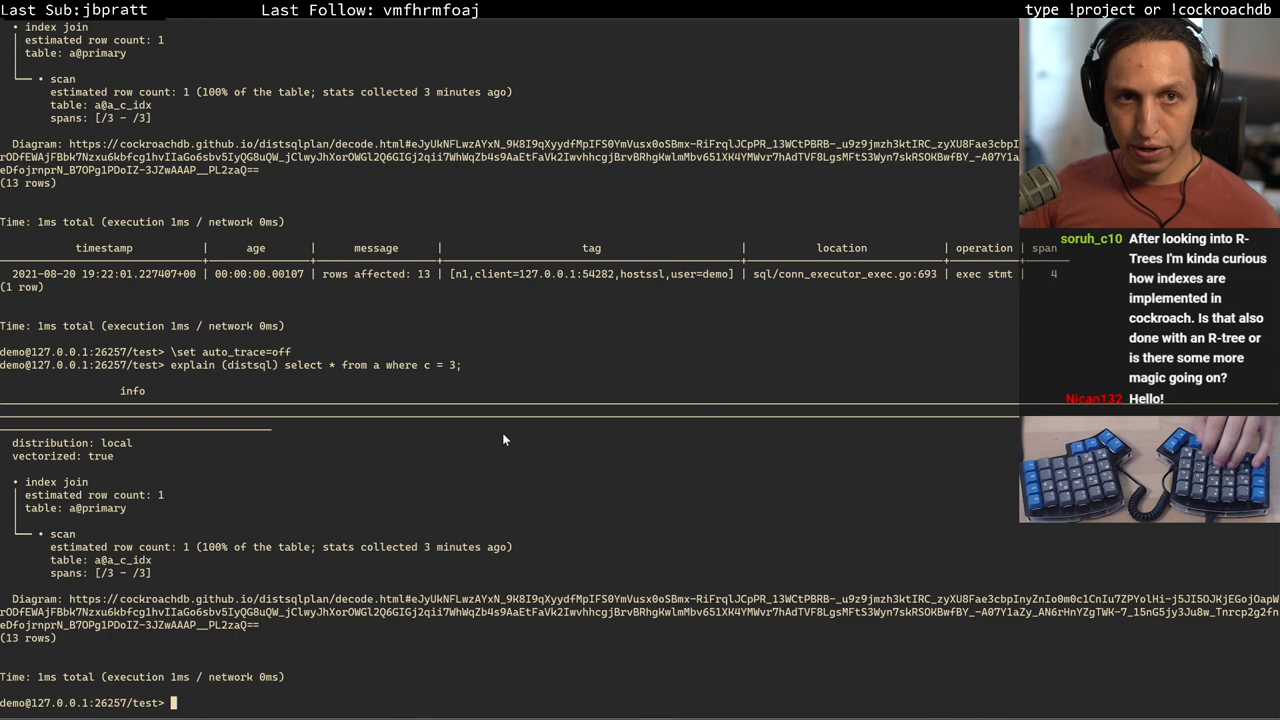 Last Sub:jbpratt
Last Follow: vmfhrmfoaj
type !project or !cockroachdb
• index join
estimated row count: 1
table: a@primary
• scan
estimated row count: 1 (100% of the table; stats collected 3 minutes ago)
table: a@a_c_idx
spans: [/3 - /3]
(13 rows)
Time: 1ms total (execution 1ms / network 0ms)
timestamp | age | message | tag | location | operation | span
2021-08-20 19:22:01.227407+00 | 00:00:00.00107 | rows affected: 13 | [n1,client=127.0.0.1:54282,hostssl,user=demo] | sql/conn_executor_exec.go:693 | exec stmt | 4
(1 row)
Time: 1ms total (execution 1ms / network 0ms)
demo@127.0.0.1:26257/test> \set auto_trace=off
demo@127.0.0.1:26257/test> explain (distsql) select * from a where c = 3;
info
distribution: local
vectorized: true
• index join
estimated row count: 1
table: a@primary
• scan
estimated row count: 1 (100% of the table; stats collected 3 minutes ago)
table: a@a_c_idx
spans: [/3 - /3]
(13 rows)
Time: 1ms total (execution 1ms / network 0ms)
demo@127.0.0.1:26257/test>
soruh_c10 After looking into R-
Trees I'm kinda curious
how indexes are
implemented in
cockroach. Is that also
done with an R-tree or
is there some more
magic going on?
Nican132 Hello!